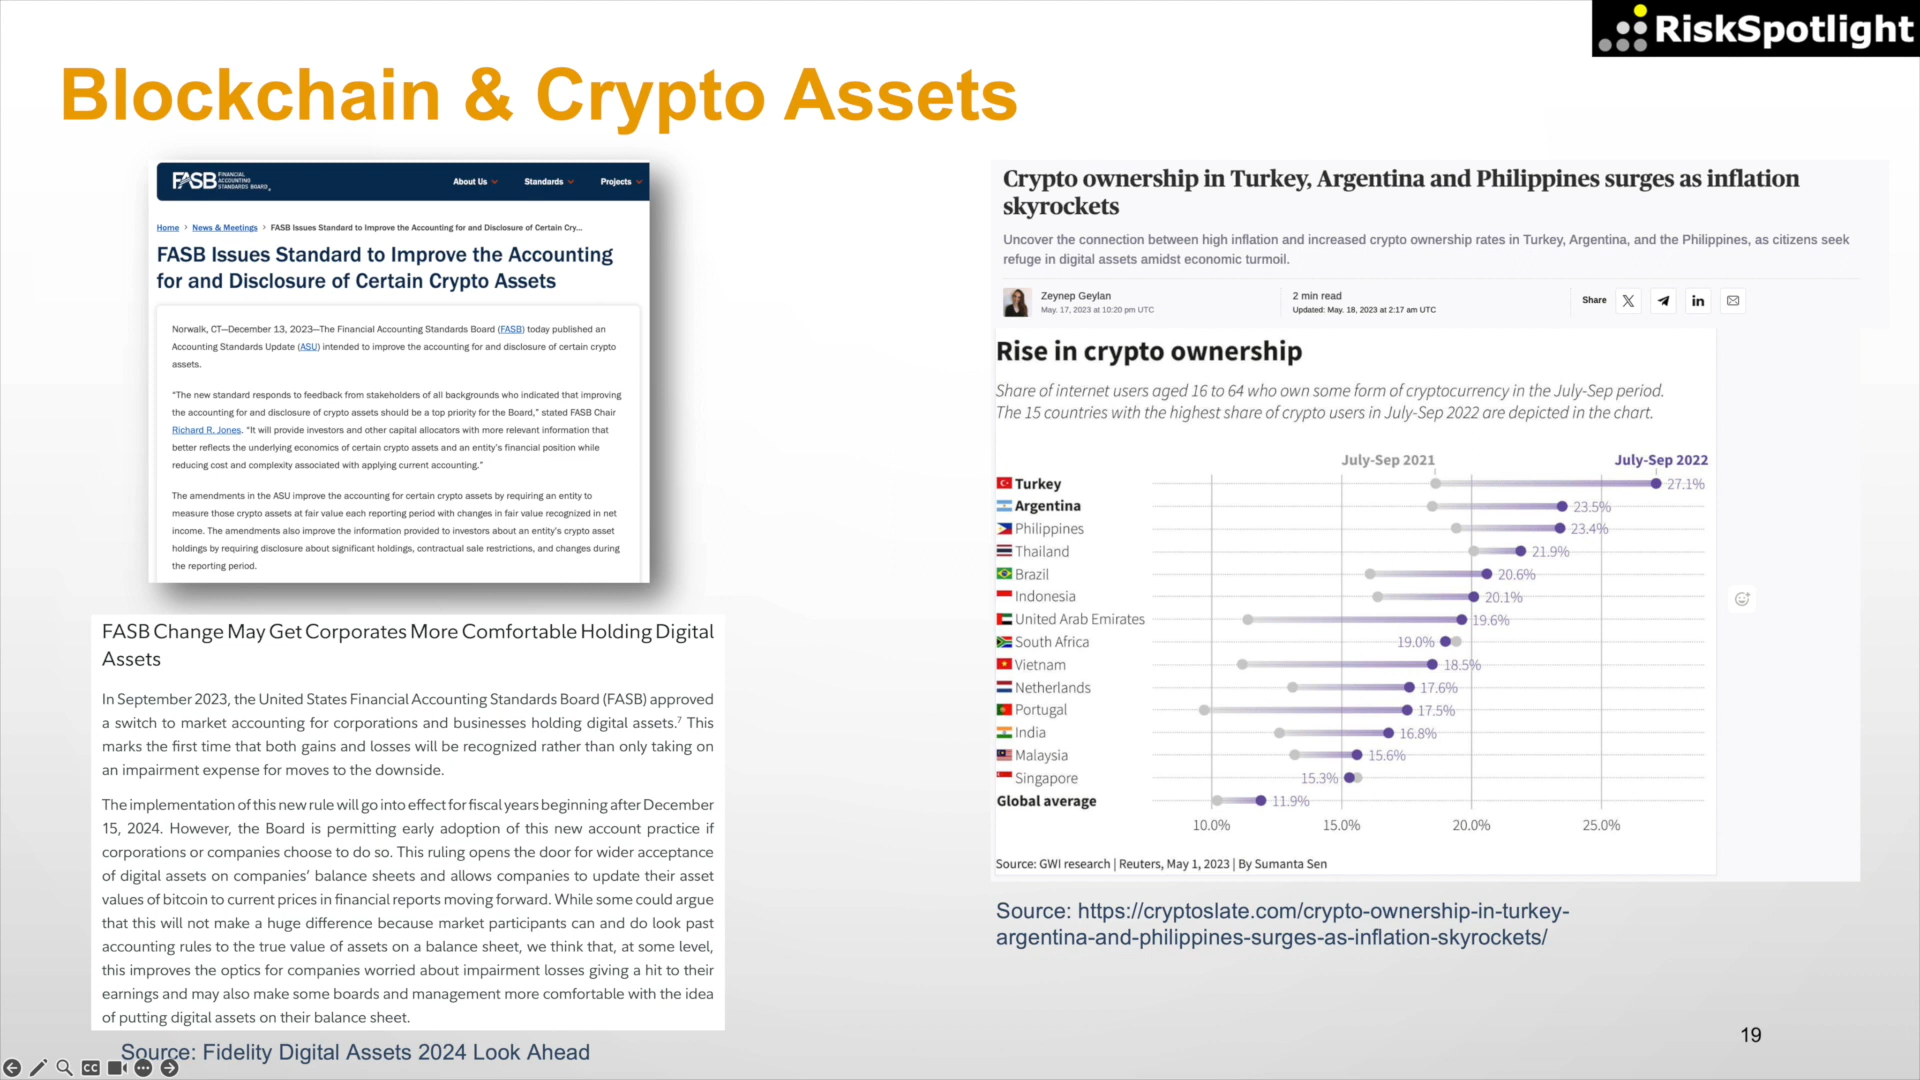 RiskSpotlight
Blockchain & Crypto Assets
FASB FINANCIAL
ACCOUNTING
STANDARDS BOARD
About Us Standards Projects
Home > News & Meetings > FASB Issues Standard to Improve the Accounting for and Disclosure of Certain Cry...
FASB Issues Standard to Improve the Accounting
for and Disclosure of Certain Crypto Assets
Norwalk, CT—December 13, 2023—The Financial Accounting Standards Board (FASB) today published an
Accounting Standards Update (ASU) intended to improve the accounting for and disclosure of certain crypto
assets.
“The new standard responds to feedback from stakeholders of all backgrounds who indicated that improving
the accounting for and disclosure of crypto assets should be a top priority for the Board,” stated FASB Chair
Richard R. Jones. “It will provide investors and other capital allocators with more relevant information that
better reflects the underlying economics of certain crypto assets and an entity’s financial position while
reducing cost and complexity associated with applying current accounting.”
The amendments in the ASU improve the accounting for certain crypto assets by requiring an entity to
measure those crypto assets at fair value each reporting period with changes in fair value recognized in net
income. The amendments also improve the information provided to investors about an entity’s crypto asset
holdings by requiring disclosure about significant holdings, contractual sale restrictions, and changes during
the reporting period.
FASB Change May Get Corporates More Comfortable Holding Digital
Assets
In September 2023, the United States Financial Accounting Standards Board (FASB) approved
a switch to market accounting for corporations and businesses holding digital assets.7 This
marks the first time that both gains and losses will be recognized rather than only taking on
an impairment expense for moves to the downside.
The implementation of this new rule will go into effect for fiscal years beginning after December
15, 2024. However, the Board is permitting early adoption of this new account practice if
corporations or companies choose to do so. This ruling opens the door for wider acceptance
of digital assets on companies’ balance sheets and allows companies to update their asset
values of bitcoin to current prices in financial reports moving forward. While some could argue
that this will not make a huge difference because market participants can and do look past
accounting rules to the true value of assets on a balance sheet, we think that, at some level,
this improves the optics for companies worried about impairment losses giving a hit to their
earnings and may also make some boards and management more comfortable with the idea
of putting digital assets on their balance sheet.
Source: Fidelity Digital Assets 2024 Look Ahead
CC
Crypto ownership in Turkey, Argentina and Philippines surges as inflation
skyrockets
Uncover the connection between high inflation and increased crypto ownership rates in Turkey, Argentina, and the Philippines, as citizens seek
refuge in digital assets amidst economic turmoil.
Zeynep Geylan
May. 17, 2023 at 10:20 pm UTC
2 min read
Updated: May. 18, 2023 at 2:17 am UTC
Share X in
Rise in crypto ownership
Share of internet users aged 16 to 64 who own some form of cryptocurrency in the July-Sep period.
The 15 countries with the highest share of crypto users in July-Sep 2022 are depicted in the chart.
July-Sep 2021 July-Sep 2022
Turkey 27.1%
Argentina 23.5%
Philippines 23.4%
Thailand 21.9%
Brazil 20.6%
Indonesia 20.1%
United Arab Emirates 19.6%
South Africa 19.0%
Vietnam 18.5%
Netherlands 17.6%
Portugal 17.5%
India 16.8%
Malaysia 15.6%
Singapore 15.3%
Global average 11.9%
10.0% 15.0% 20.0% 25.0%
Source: GWI research | Reuters, May 1, 2023 | By Sumanta Sen
Source: https://cryptoslate.com/crypto-ownership-in-turkey-
argentina-and-philippines-surges-as-inflation-skyrockets/
19